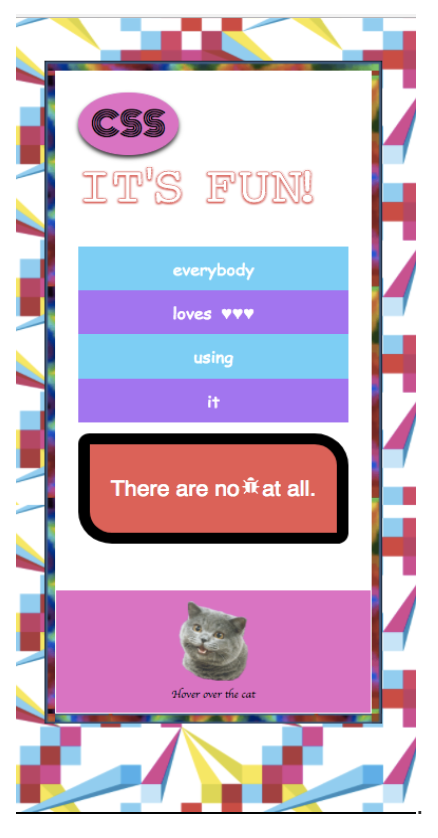 CSS
IT'S FUN!
everybody
loves ♥♥♥
using
it
There are no at all.
Hover over the cat